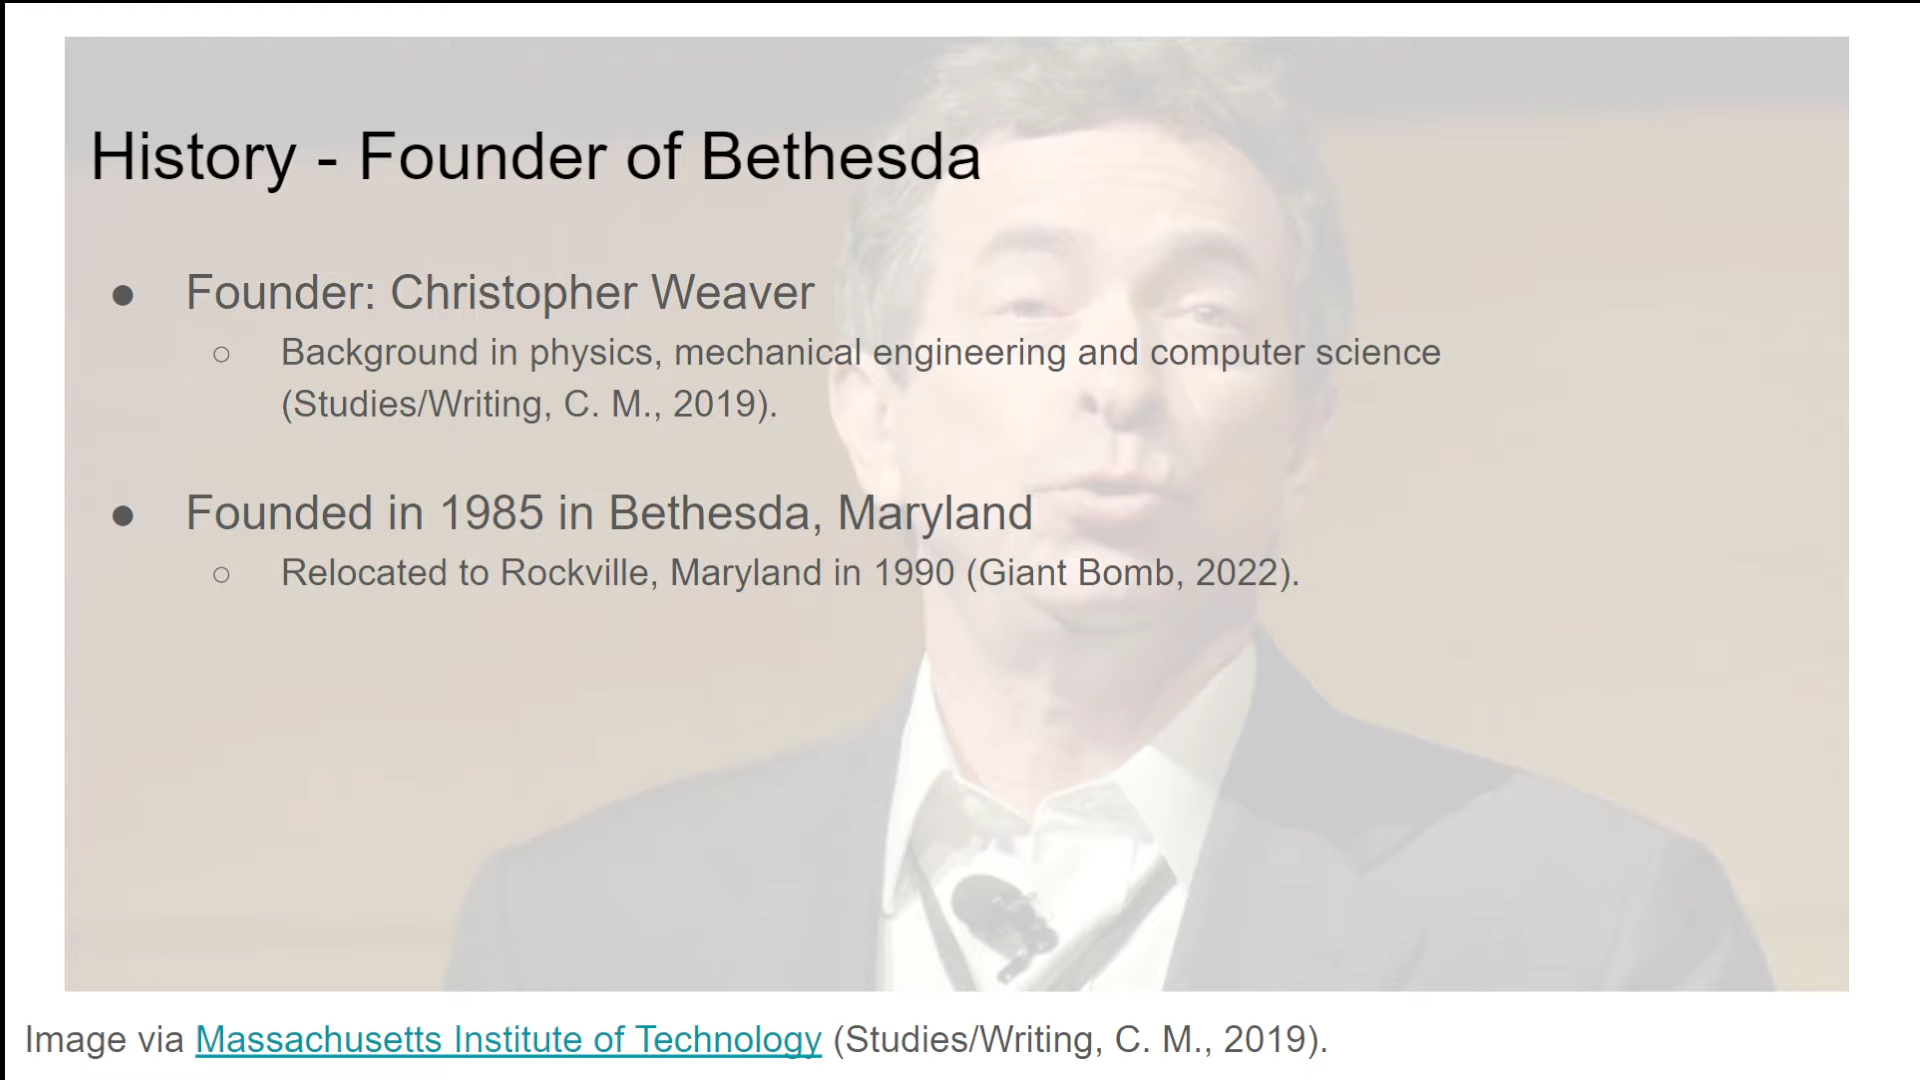 History - Founder of Bethesda
● Founder: Christopher Weaver
○ Background in physics, mechanical engineering and computer science
(Studies/Writing, C. M., 2019).
● Founded in 1985 in Bethesda, Maryland
○ Relocated to Rockville, Maryland in 1990 (Giant Bomb, 2022).
Image via Massachusetts Institute of Technology (Studies/Writing, C. M., 2019).